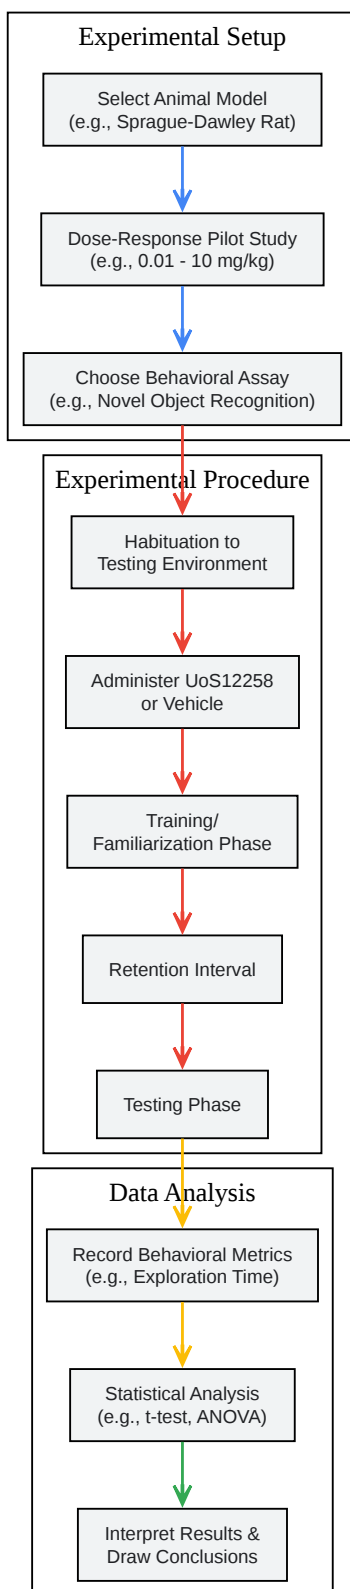 Experimental Setup
Select Animal Model
(e.g., Sprague-Dawley Rat)
Dose-Response Pilot Study
(e.g., 0.01 - 10 mg/kg)
Choose Behavioral Assay
(e.g., Novel Object Recognition)
Experimental Procedure
Habituation to
Testing Environment
Administer UoS12258
or Vehicle
Training/
Familiarization Phase
Retention Interval
Testing Phase
Data Analysis
Record Behavioral Metrics
(e.g., Exploration Time)
Statistical Analysis
(e.g., t-test, ANOVA)
Interpret Results &
Draw Conclusions